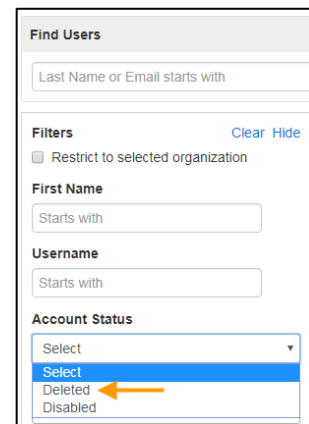 Find Users
Last Name or Email starts with
Filters Clear Hide
Restrict to selected organization
First Name
Starts with
Username
Starts with
Account Status
Select
Select
Deleted
Disabled